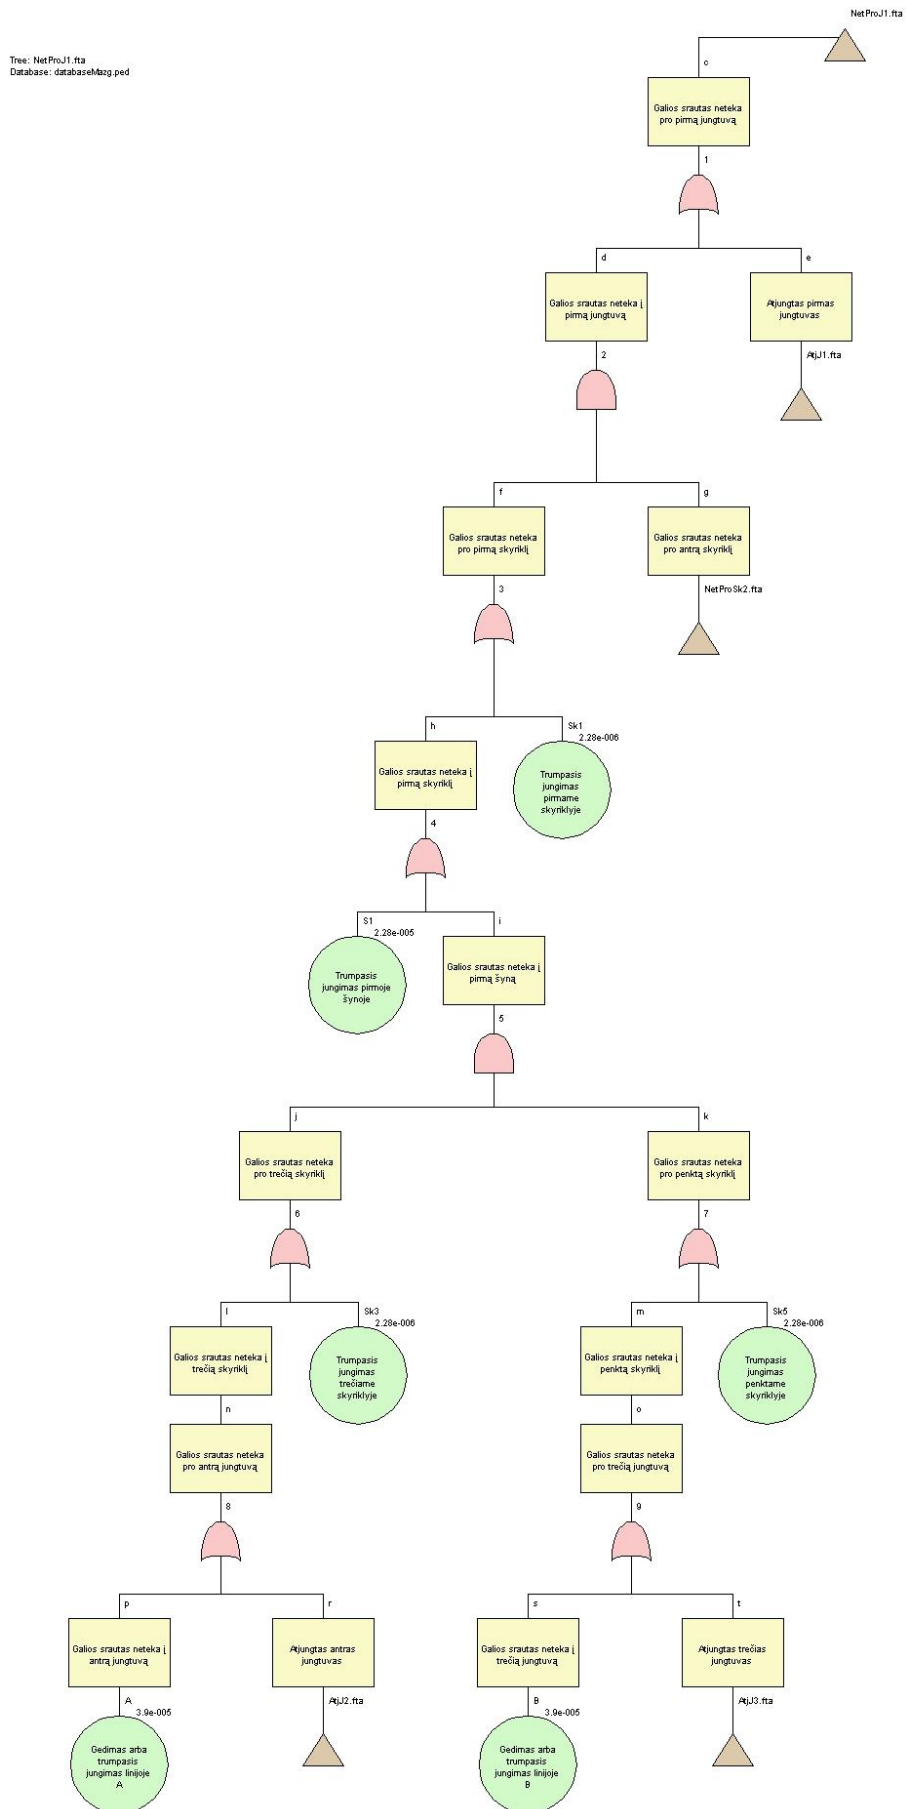 NetProJ1.fta
Tree: NetProJ1.fta
Database: databaseMazg.ped
c
Galios srautas neteka
pro pirmą jungtuvą
1
d
e
Galios srautas neteka į
pirmą jungtuvą
Atjungtas pirmas
jungtuvas
2
AtjJ1.fta
f
g
Galios srautas neteka
pro pirmą skyriklį
Galios srautas neteka
pro antrą skyriklį
3
NetProSk2.fta
h
Sk1
2.28e-006
Galios srautas neteka į
pirmą skyriklį
Trumpasis
jungimas
pirmame
skyriklyje
4
S1
2.28e-005
i
Trumpasis
jungimas pirmoje
šynoje
Galios srautas neteka į
pirmą šyną
5
j
k
Galios srautas neteka
pro trečią skyriklį
Galios srautas neteka
pro penktą skyriklį
6
7
l
Sk3
2.28e-006
m
Sk5
2.28e-006
Galios srautas neteka į
trečią skyriklį
Trumpasis
jungimas
trečiame
skyriklyje
Galios srautas neteka į
penktą skyriklį
Trumpasis
jungimas
penktame
skyriklyje
n
o
Galios srautas neteka
pro antrą jungtuvą
Galios srautas neteka
pro trečią jungtuvą
8
9
p
r
s
t
Galios srautas neteka į
antrą jungtuvą
Atjungtas antras
jungtuvas
Galios srautas neteka į
trečią jungtuvą
Atjungtas trečias
jungtuvas
A
3.9e-005
AtjJ2.fta
B
3.9e-005
AtjJ3.fta
Gedimas arba
trumpasis
jungimas linijoje
A
Gedimas arba
trumpasis
jungimas linijoje
B